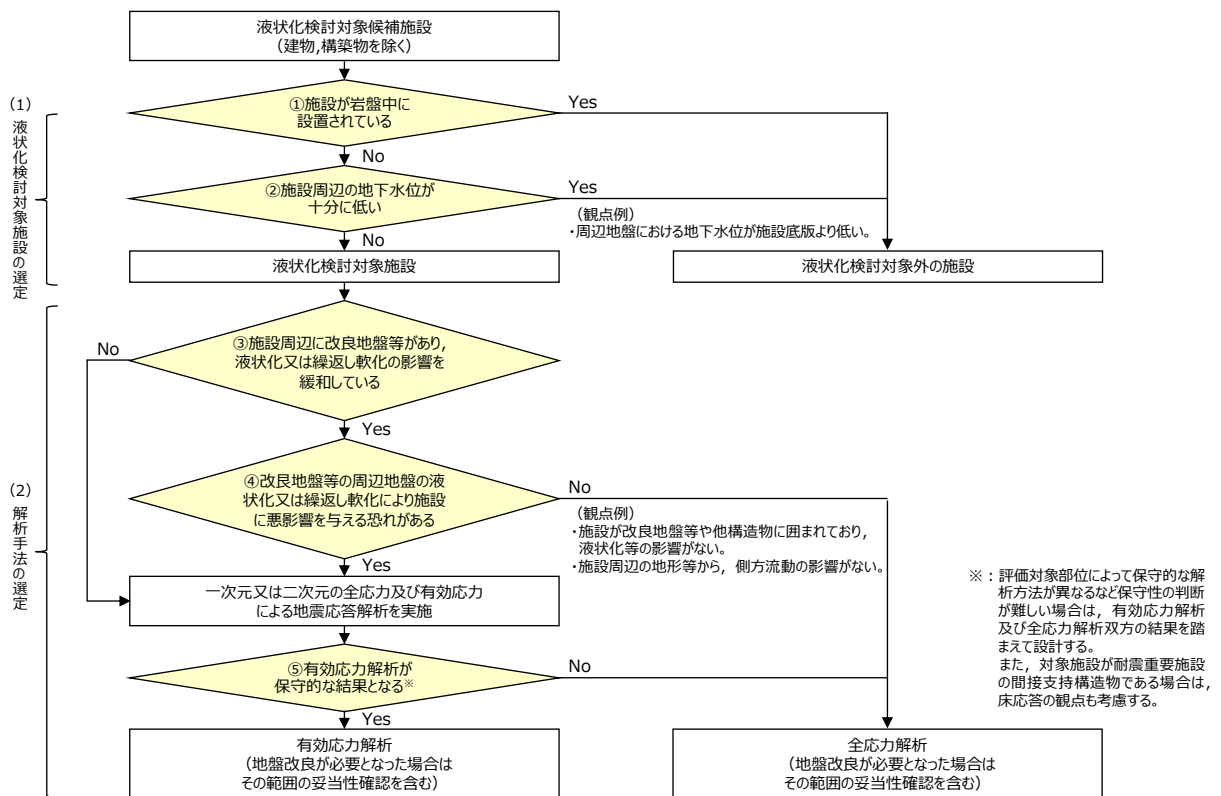 液状化検討対象候補施設
（建物,構築物を除く）
(1)
液状化検討対象施設の選定
①施設が岩盤中に
設置されている
Yes
No
②施設周辺の地下水位が
十分に低い
Yes
（観点例）
・周辺地盤における地下水位が施設底版より低い。
No
液状化検討対象施設
液状化検討対象外の施設
(2)
解析手法の選定
③施設周辺に改良地盤等があり,
液状化又は繰返し軟化の影響を
緩和している
No
Yes
④改良地盤等の周辺地盤の液
状化又は繰返し軟化により施設
に悪影響を与える恐れがある
No
（観点例）
・施設が改良地盤等や他構造物に囲まれており，
液状化等の影響がない。
・施設周辺の地形等から，側方流動の影響がない。
Yes
一次元又は二次元の全応力及び有効応力
による地震応答解析を実施
⑤有効応力解析が
保守的な結果となる※
No
Yes
有効応力解析
（地盤改良が必要となった場合は
その範囲の妥当性確認を含む）
全応力解析
（地盤改良が必要となった場合は
その範囲の妥当性確認を含む）
※：評価対象部位によって保守的な解
析方法が異なるなど保守性の判断
が難しい場合は，有効応力解析
及び全応力解析双方の結果を踏
まえて設計する。
また，対象施設が耐震重要施設
の間接支持構造物である場合は，
床応答の観点も考慮する。